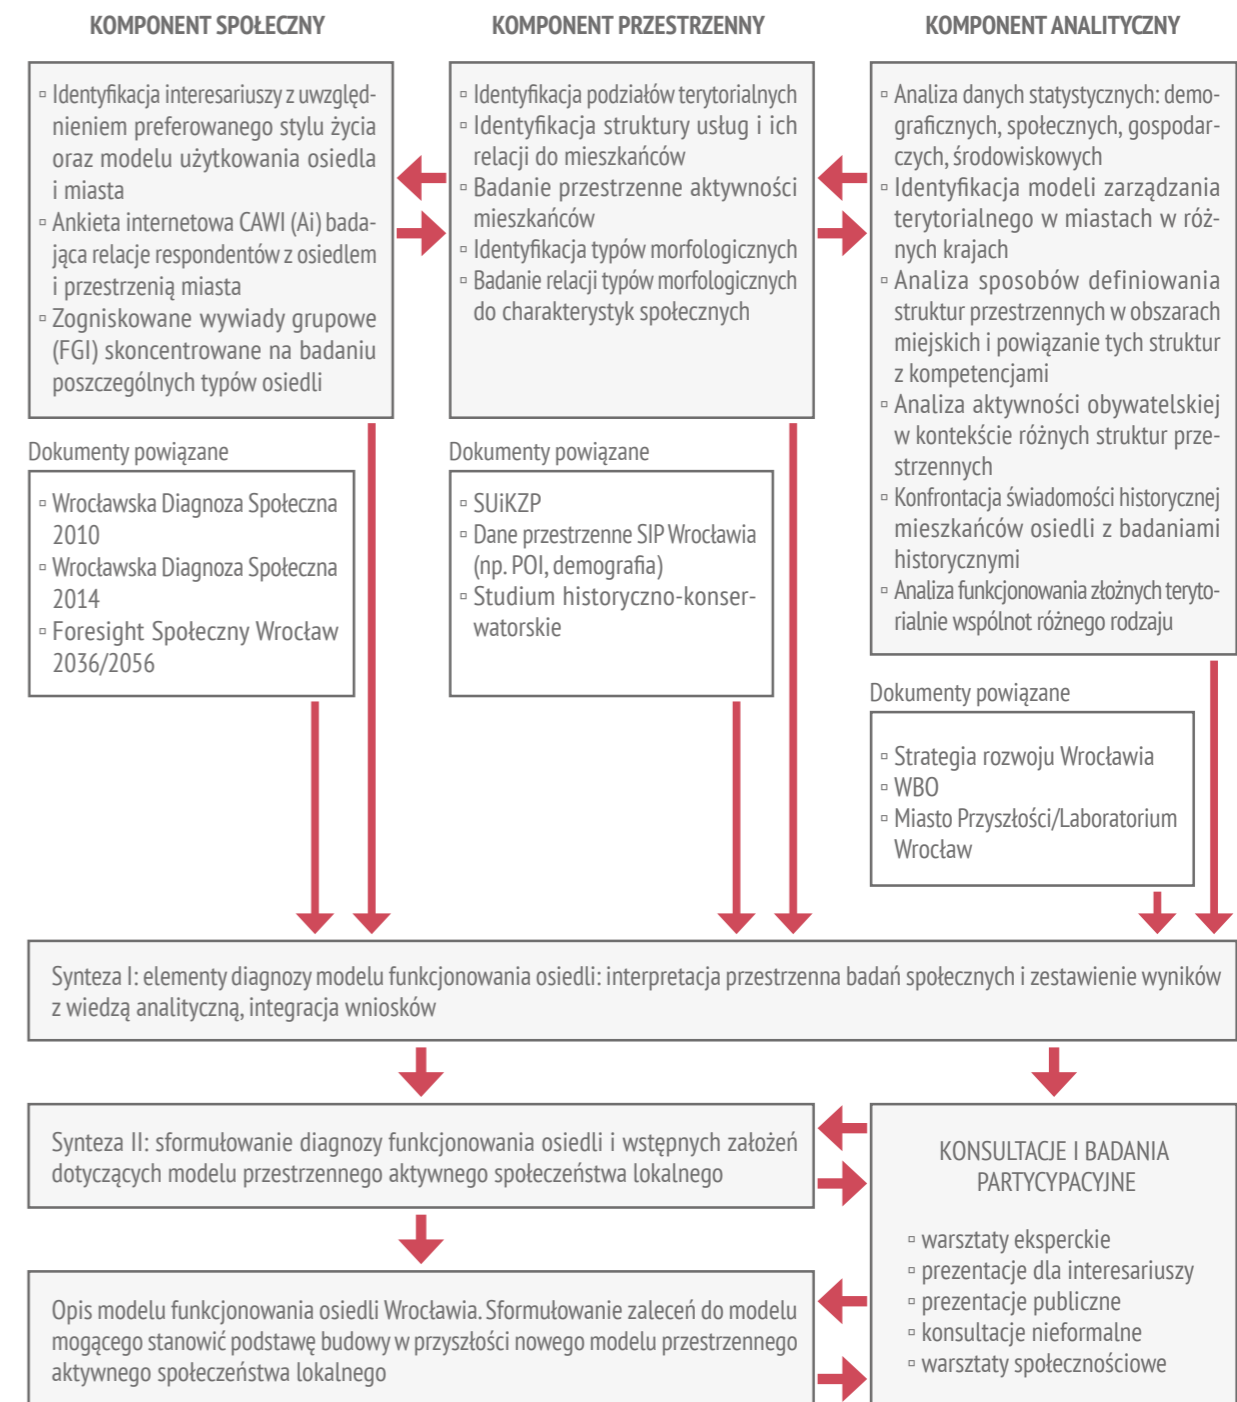 KOMPONENT SPOŁECZNY
▫ Identyfikacja interesariuszy z uwzględ-
nieniem preferowanego stylu życia
oraz modelu użytkowania osiedla
i miasta
▫ Ankieta internetowa CAWI (Ai) bada-
jąca relacje respondentów z osiedlem
i przestrzenią miasta
▫ Zogniskowane wywiady grupowe
(FGI) skoncentrowane na badaniu
poszczególnych typów osiedli
Dokumenty powiązane
▫ Wrocławska Diagnoza Społeczna
2010
▫ Wrocławska Diagnoza Społeczna
2014
▫ Foresight Społeczny Wrocław
2036/2056
KOMPONENT PRZESTRZENNY
▫ Identyfikacja podziałów terytorialnych
▫ Identyfikacja struktury usług i ich
relacji do mieszkańców
▫ Badanie przestrzenne aktywności
mieszkańców
▫ Identyfikacja typów morfologicznych
▫ Badanie relacji typów morfologicznych
do charakterystyk społecznych
Dokumenty powiązane
▫ SUiKZP
▫ Dane przestrzenne SIP Wrocławia
(np. POI, demografia)
▫ Studium historyczno-konser-
watorskie
KOMPONENT ANALITYCZNY
▫ Analiza danych statystycznych: demo-
graficznych, społecznych, gospodar-
czych, środowiskowych
▫ Identyfikacja modeli zarządzania
terytorialnego w miastach w róż-
nych krajach
▫ Analiza sposobów definiowania
struktur przestrzennych w obszarach
miejskich i powiązanie tych struktur
z kompetencjami
▫ Analiza aktywności obywatelskiej
w kontekście różnych struktur prze-
strzennych
▫ Konfrontacja świadomości historycznej
mieszkańców osiedli z badaniami
historycznymi
▫ Analiza funkcjonowania złożnych teryto-
rialnie wspólnot różnego rodzaju
Dokumenty powiązane
▫ Strategia rozwoju Wrocławia
▫ WBO
▫ Miasto Przyszłości/Laboratorium
Wrocław
Synteza I: elementy diagnozy modelu funkcjonowania osiedli: interpretacja przestrzenna badań społecznych i zestawienie wyników
z wiedzą analityczną, integracja wniosków
Synteza II: sformułowanie diagnozy funkcjonowania osiedli i wstępnych założeń
dotyczących modelu przestrzennego aktywnego społeczeństwa lokalnego
Opis modelu funkcjonowania osiedli Wrocławia. Sformułowanie zaleceń do modelu
mogącego stanowić podstawę budowy w przyszłości nowego modelu przestrzennego
aktywnego społeczeństwa lokalnego
KONSULTACJE I BADANIA
PARTYCYPACYJNE
▫ warsztaty eksperckie
▫ prezentacje dla interesariuszy
▫ prezentacje publiczne
▫ konsultacje nieformalne
▫ warsztaty społecznościowe